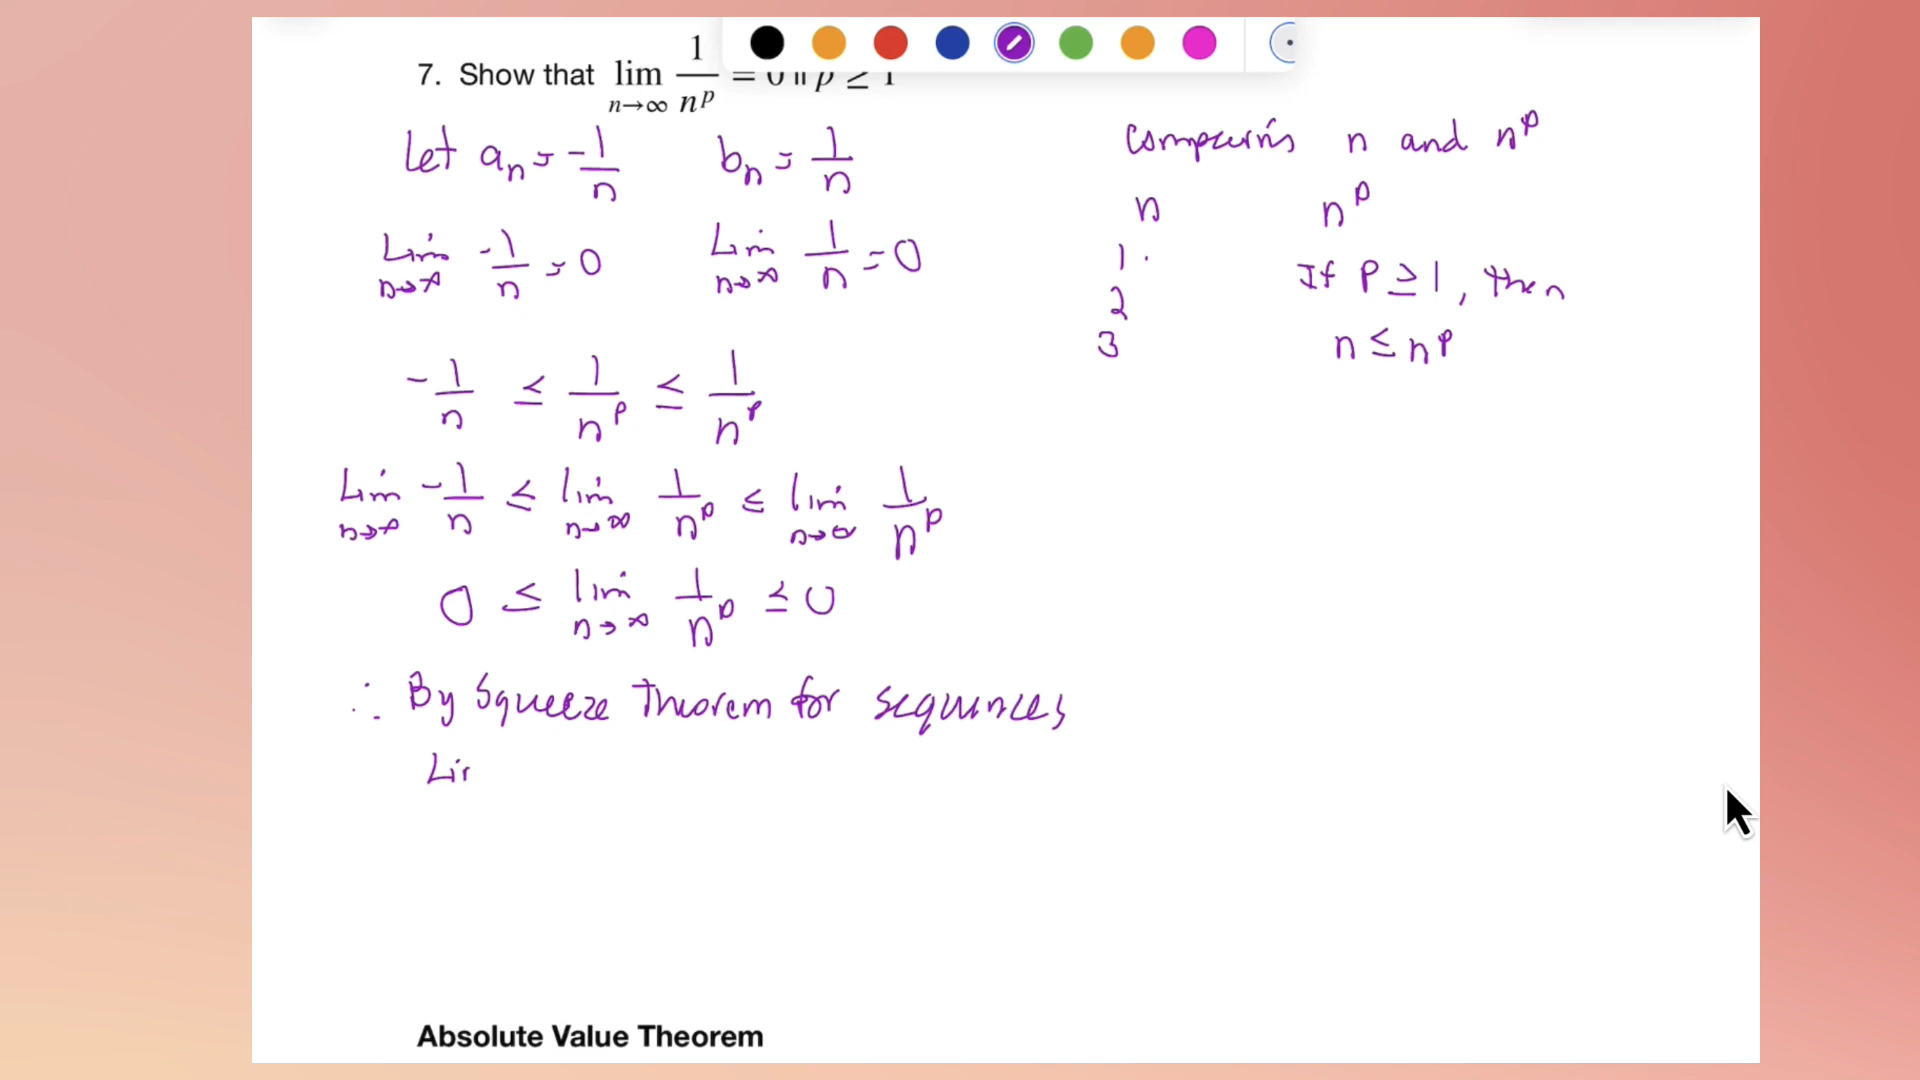 7. Show that lim n→∞ 1/n^p = 0 if p ≥ 1
Let aₙ = -1/n bₙ = 1/n
Lim n→∞ -1/n = 0 Lim n→∞ 1/n = 0
-1/n ≤ 1/n^p ≤ 1/n^p
Lim n→∞ -1/n ≤ lim n→∞ 1/n^p ≤ lim n→∞ 1/n^p
0 ≤ lim n→∞ 1/n^p ≤ 0
∴ By Squeeze Theorem for sequences
Lim
n and n^p
n n^p
1.
2
3
If P ≥ 1, then
n ≤ n^p
Absolute Value Theorem